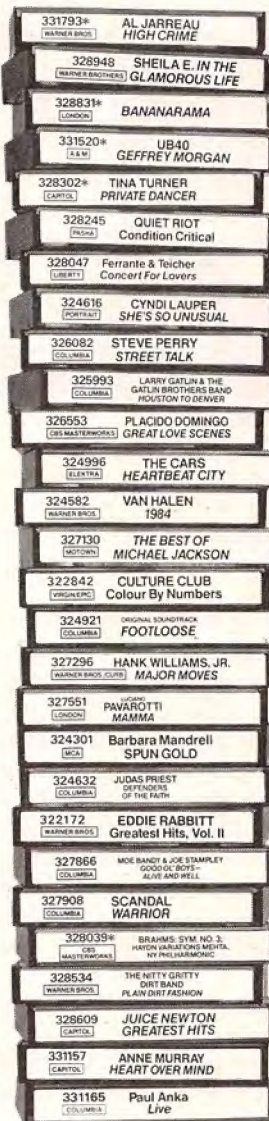 331793* AL JARREAU
WARNER BROS. HIGH CRIME
328948 SHEILA E. IN THE
WARNER BROTHERS GLAMOROUS LIFE
328831*
LONDON BANANARAMA
331520* UB40
A&M GEFFREY MORGAN
328302* TINA TURNER
CAPITOL PRIVATE DANCER
328245 QUIET RIOT
PASHA Condition Critical
328047 Ferrante & Teicher
LIBERTY Concert For Lovers
324616 CYNDI LAUPER
PORTRAIT SHE'S SO UNUSUAL
326082 STEVE PERRY
COLUMBIA STREET TALK
325993 LARRY GATLIN & THE
COLUMBIA GATLIN BROTHERS BAND
HOUSTON TO DENVER
326553 PLACIDO DOMINGO
CBS MASTERWORKS GREAT LOVE SCENES
324996 THE CARS
ELEKTRA HEARTBEAT CITY
324582 VAN HALEN
WARNER BROS. 1984
327130 THE BEST OF
MOTOWN MICHAEL JACKSON
322842 CULTURE CLUB
VIRGIN/EPIC Colour By Numbers
324921 ORIGINAL SOUNDTRACK
COLUMBIA FOOTLOOSE
327296 HANK WILLIAMS, JR.
WARNER BROS./CURB MAJOR MOVES
327551 LUCIANO
LONDON PAVAROTTI
MAMMA
324301 Barbara Mandrell
MCA SPUN GOLD
324632 JUDAS PRIEST
COLUMBIA DEFENDERS
OF THE FAITH
322172 EDDIE RABBITT
WARNER BROS. Greatest Hits, Vol. II
327866 MOE BANDY & JOE STAMPLEY
COLUMBIA GOOD OL' BOYS—
ALIVE AND WELL
327908 SCANDAL
COLUMBIA WARRIOR
328039* BRAHMS: SYM. NO. 3;
CBS MASTERWORKS HAYDN VARIATIONS MEHTA,
NY PHILHARMONIC
328534 THE NITTY GRITTY
WARNER BROS. DIRT BAND
PLAIN DIRT FASHION
328609 JUICE NEWTON
CAPITOL GREATEST HITS
331157 ANNE MURRAY
CAPITOL HEART OVER MIND
331165 Paul Anka
COLUMBIA Live